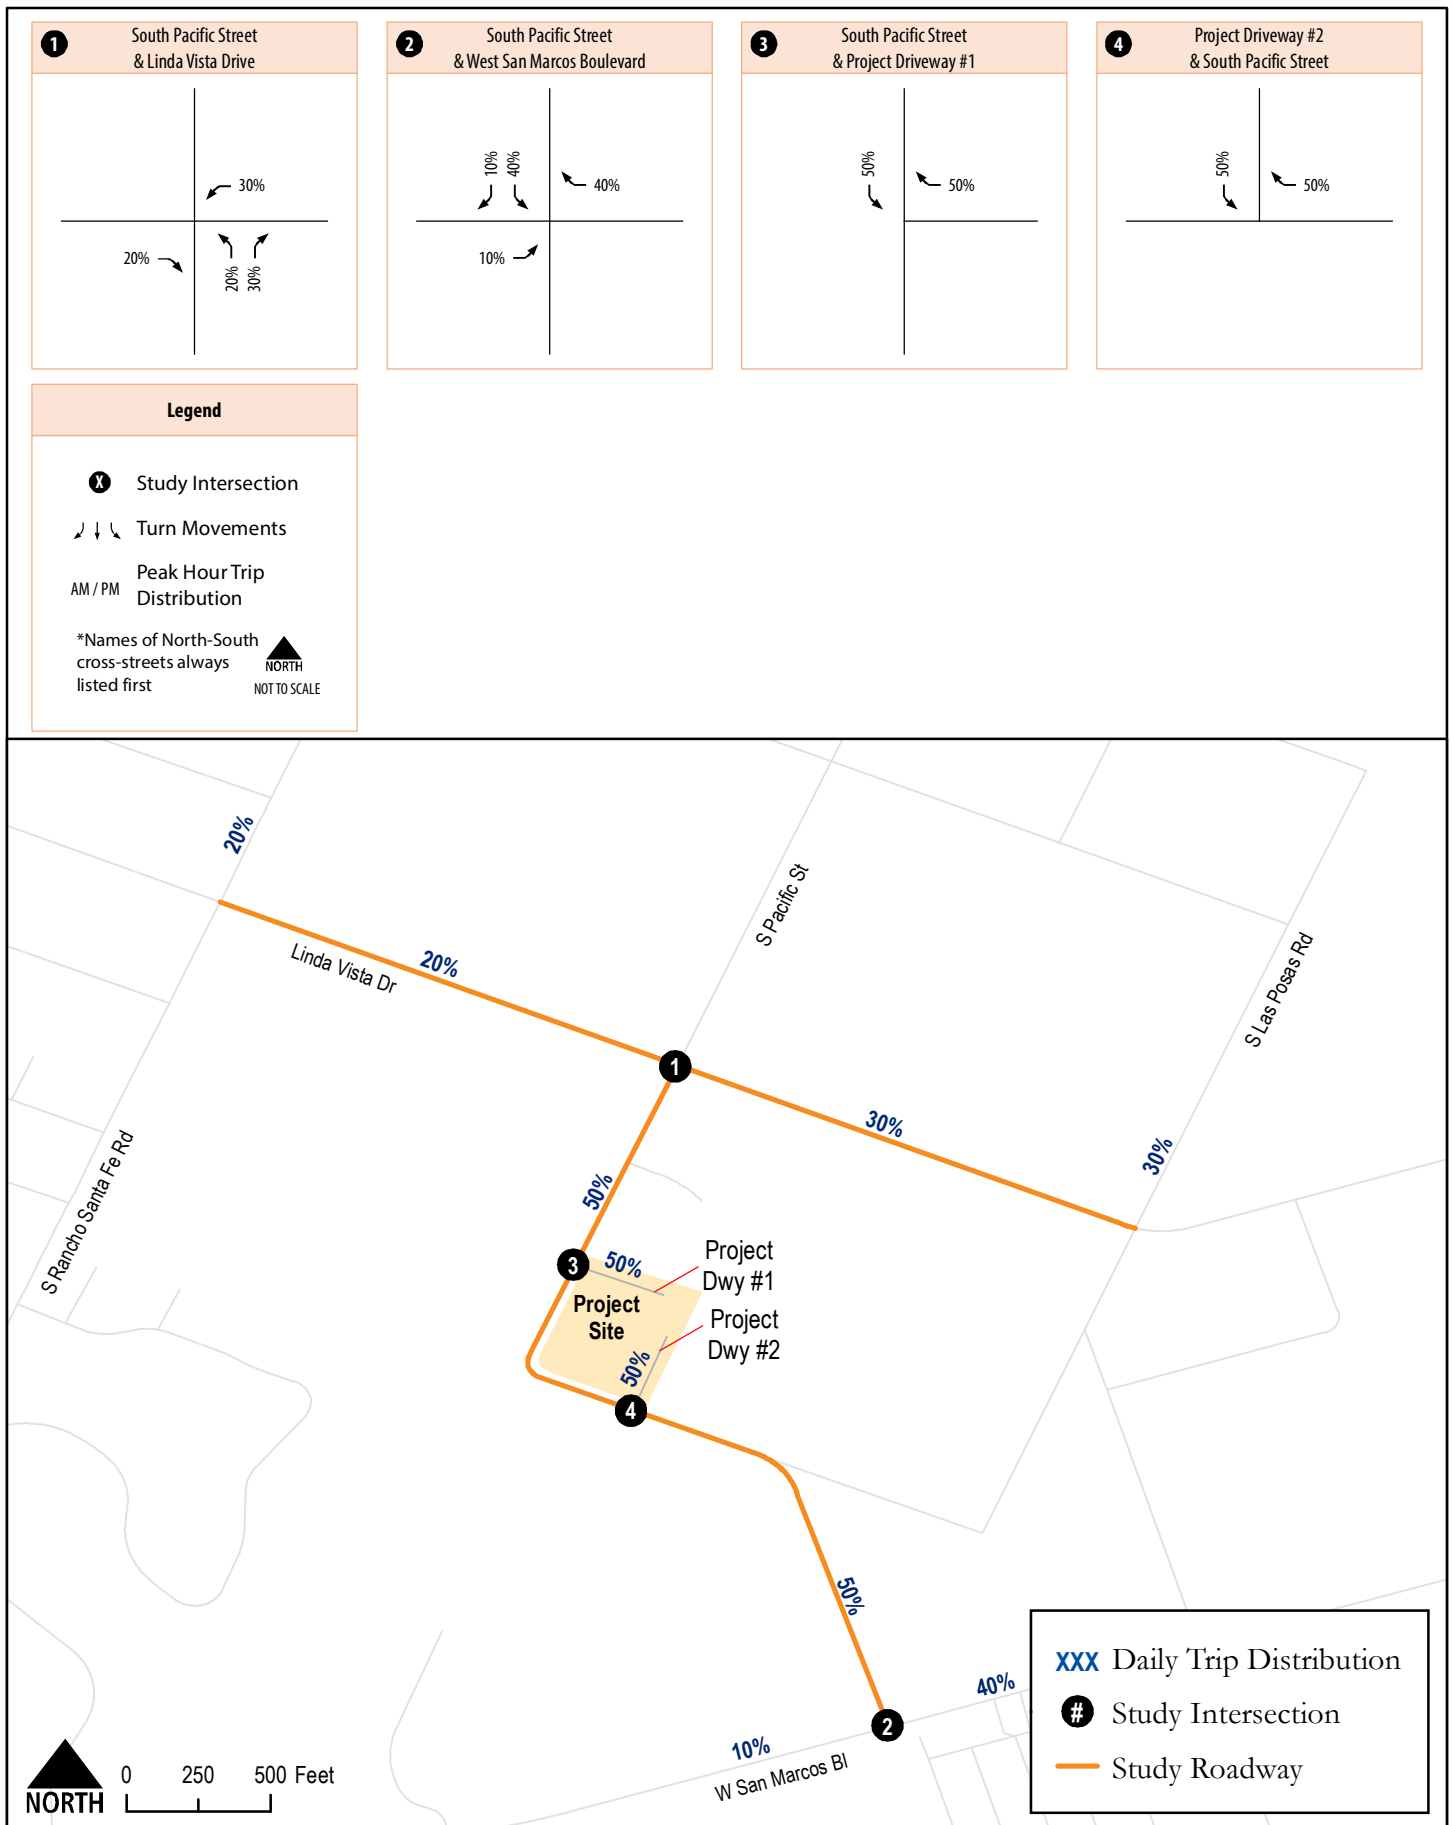 1
South Pacific Street
& Linda Vista Drive
30%
20%
20%
30%
2
South Pacific Street
& West San Marcos Boulevard
10%
40%
40%
10%
3
South Pacific Street
& Project Driveway #1
50%
50%
4
Project Driveway #2
& South Pacific Street
50%
50%
Legend
X Study Intersection
Turn Movements
AM / PM
Peak Hour Trip
Distribution
*Names of North-South
cross-streets always
listed first
NORTH
NOT TO SCALE
20%
S Pacific St
S Las Posas Rd
Linda Vista Dr
20%
1
30%
30%
S Rancho Santa Fe Rd
50%
3
50%
Project
Dwy #1
Project
Site
Project
Dwy #2
50%
4
50%
2
40%
10%
W San Marcos Bl
NORTH
0 250 500 Feet
XXX Daily Trip Distribution
# Study Intersection
Study Roadway